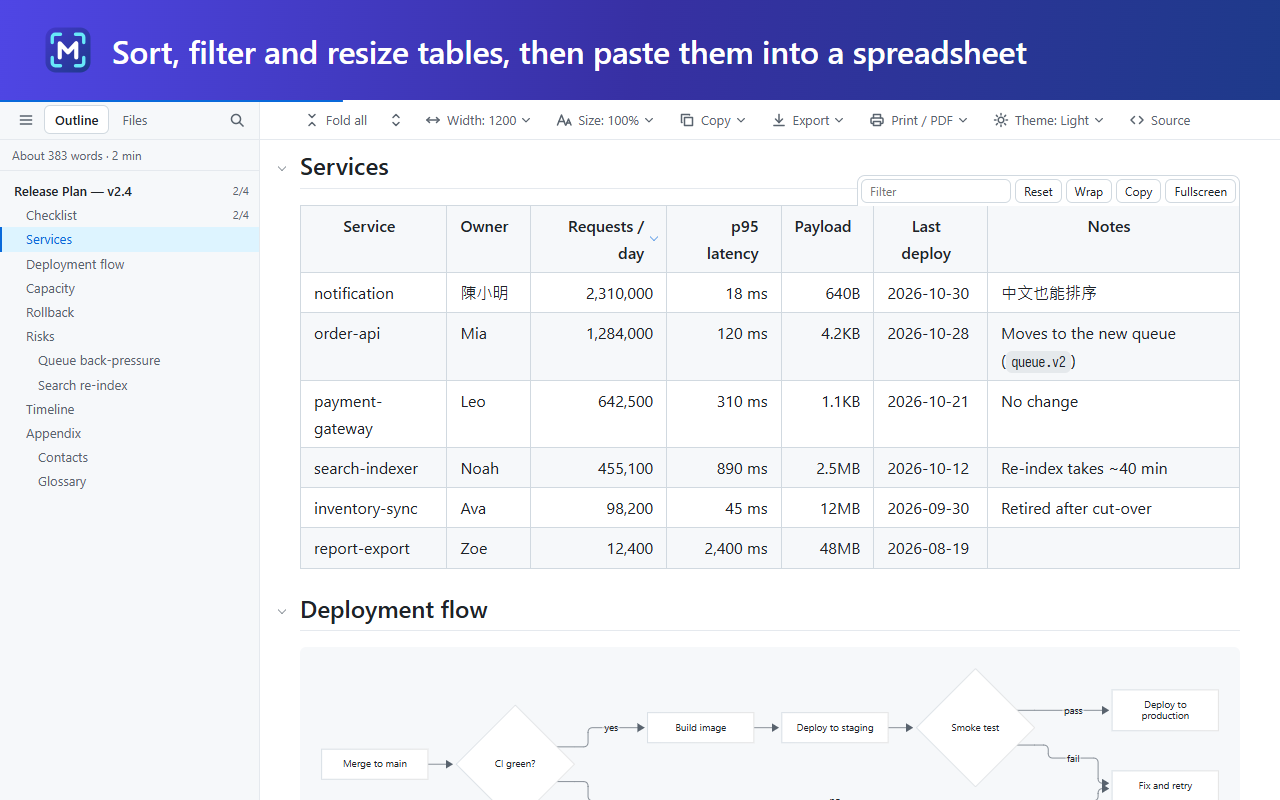 M
Sort, filter and resize tables, then paste them into a spreadsheet
Outline Files
Fold all Width: 1200 Size: 100% Copy Export Print / PDF Theme: Light Source
About 383 words · 2 min
Release Plan — v2.4 2/4
Checklist 2/4
Services
Deployment flow
Capacity
Rollback
Risks
Queue back-pressure
Search re-index
Timeline
Appendix
Contacts
Glossary
Services
Filter Reset Wrap Copy Fullscreen
Service Owner Requests / day p95 latency Payload Last deploy Notes
notification 陳小明 2,310,000 18 ms 640B 2026-10-30 中文也能排序
order-api Mia 1,284,000 120 ms 4.2KB 2026-10-28 Moves to the new queue (queue.v2)
payment-gateway Leo 642,500 310 ms 1.1KB 2026-10-21 No change
search-indexer Noah 455,100 890 ms 2.5MB 2026-10-12 Re-index takes ~40 min
inventory-sync Ava 98,200 45 ms 12MB 2026-09-30 Retired after cut-over
report-export Zoe 12,400 2,400 ms 48MB 2026-08-19
Deployment flow
Merge to main
CI green?
yes
Build image
Deploy to staging
Smoke test
pass
Deploy to production
fail
Fix and retry